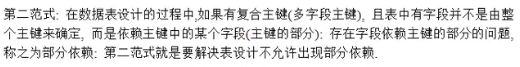 第二范式: 在数据表设计的过程中,如果有复合主键(多字段主键), 且表中有字段并不是由整
个主键来确定, 而是依赖主键中的某个字段(主键的部分): 存在字段依赖主键的部分的问题,
称之为部分依赖: 第二范式就是要解决表设计不允许出现部分依赖.